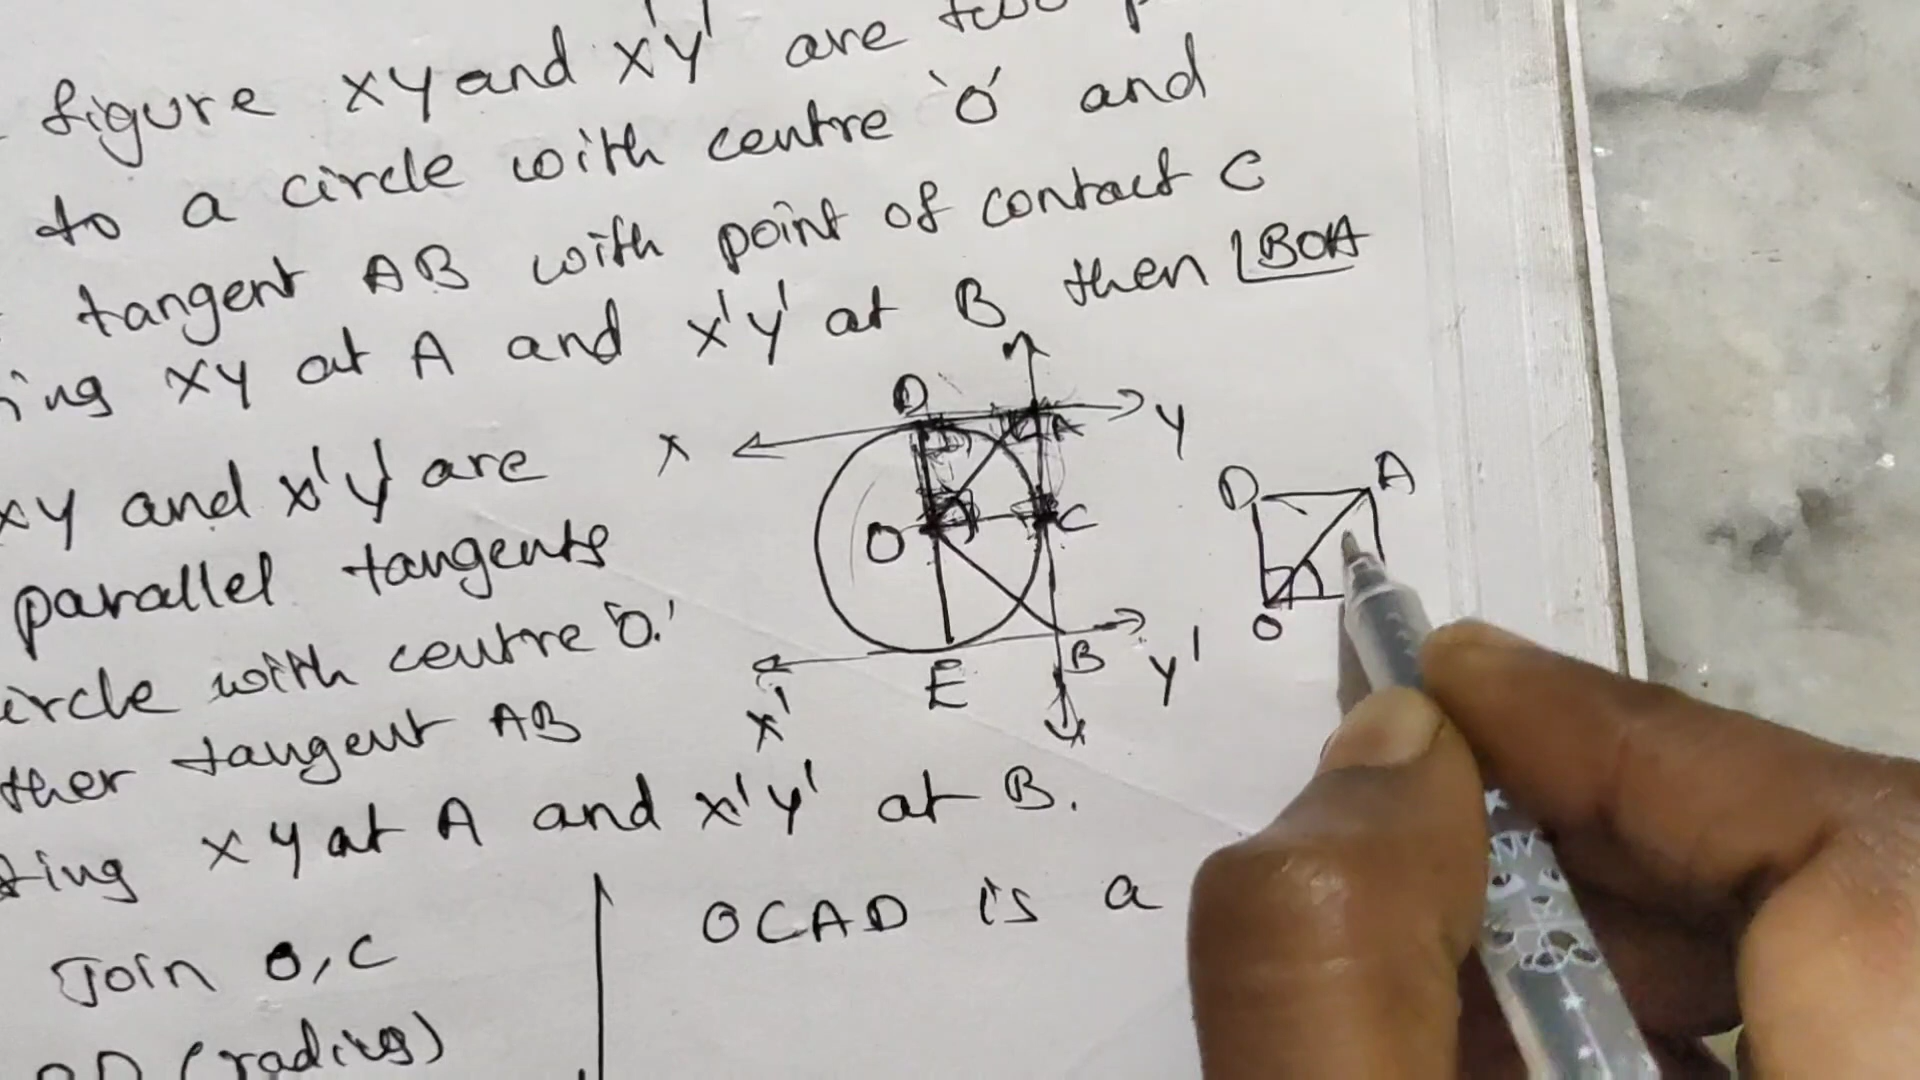 figure XY and X'Y' are two
to a circle with centre 'O' and
tangent AB with point of contact C
ing XY at A and X'Y' at B then ∠BOA
XY and X'Y' are
parallel tangents
ircle with centre 'O.'
ther tangent AB
ting XY at A and X'Y' at B.
Join O, C
OD (radius)
D
A
X
Y
O
C
E
B
X'
Y'
D
A
O
OCAD is a